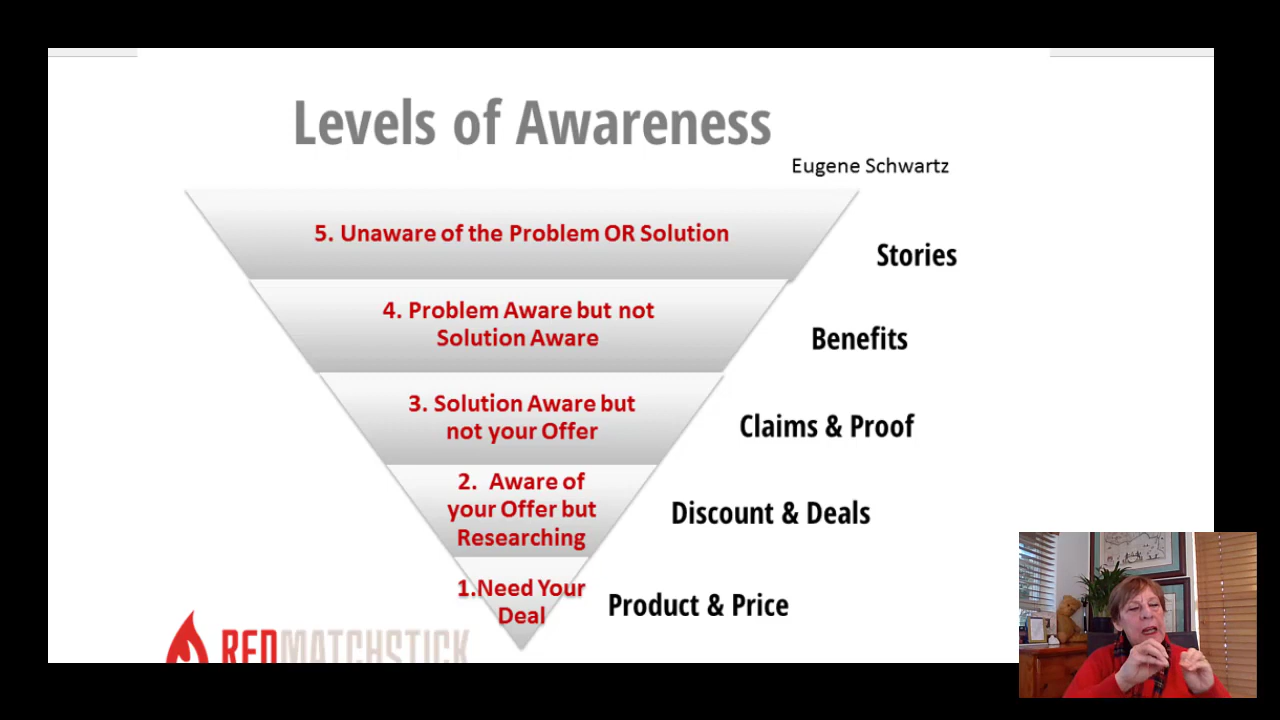 Levels of Awareness
Eugene Schwartz
5. Unaware of the Problem OR Solution
Stories
4. Problem Aware but not
Solution Aware
Benefits
3. Solution Aware but
not your Offer
Claims & Proof
2. Aware of
your Offer but
Researching
Discount & Deals
1.Need Your
Deal
Product & Price
REDMATCHSTICK